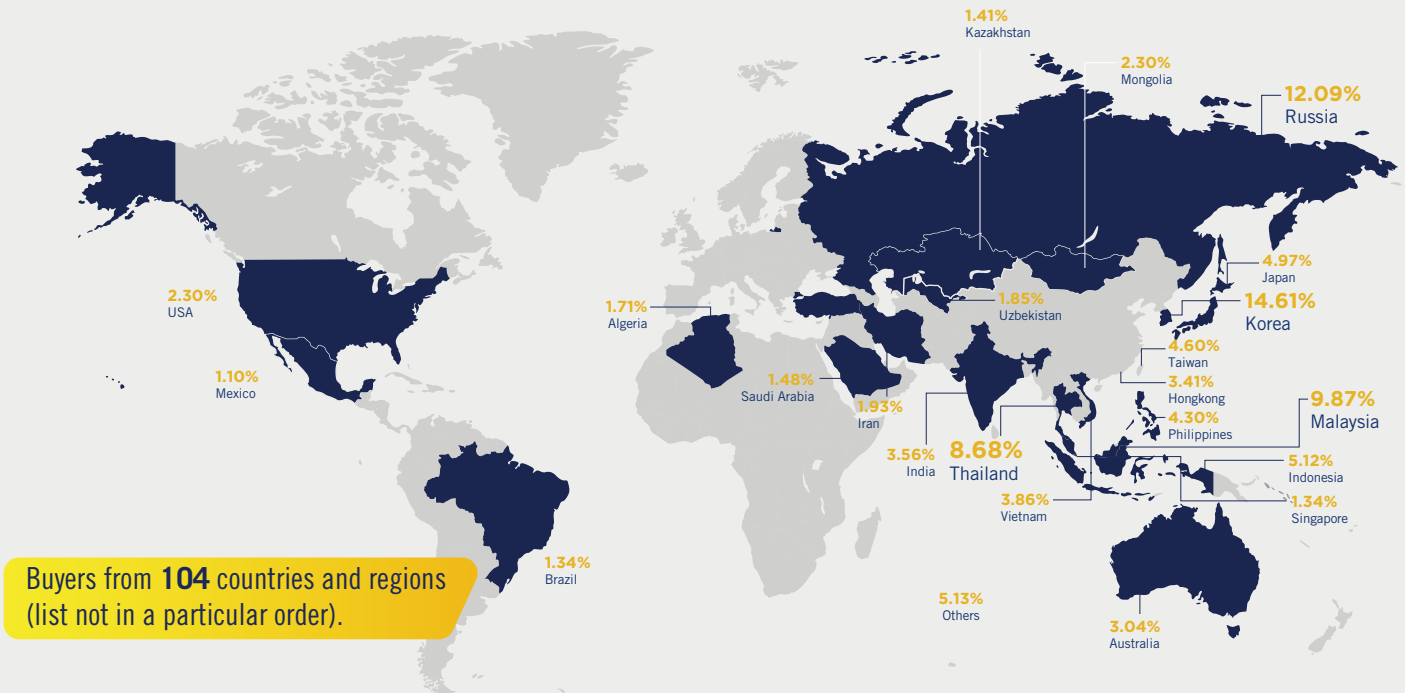 1.41%
Kazakhstan
2.30%
Mongolia
12.09%
Russia
4.97%
Japan
14.61%
Korea
2.30%
USA
1.71%
Algeria
1.85%
Uzbekistan
4.60%
Taiwan
1.10%
Mexico
1.48%
Saudi Arabia
3.41%
Hongkong
1.93%
Iran
9.87%
Malaysia
4.30%
Philippines
3.56%
India
8.68%
Thailand
5.12%
Indonesia
3.86%
Vietnam
1.34%
Singapore
1.34%
Brazil
Buyers from 104 countries and regions
(list not in a particular order).
5.13%
Others
3.04%
Australia